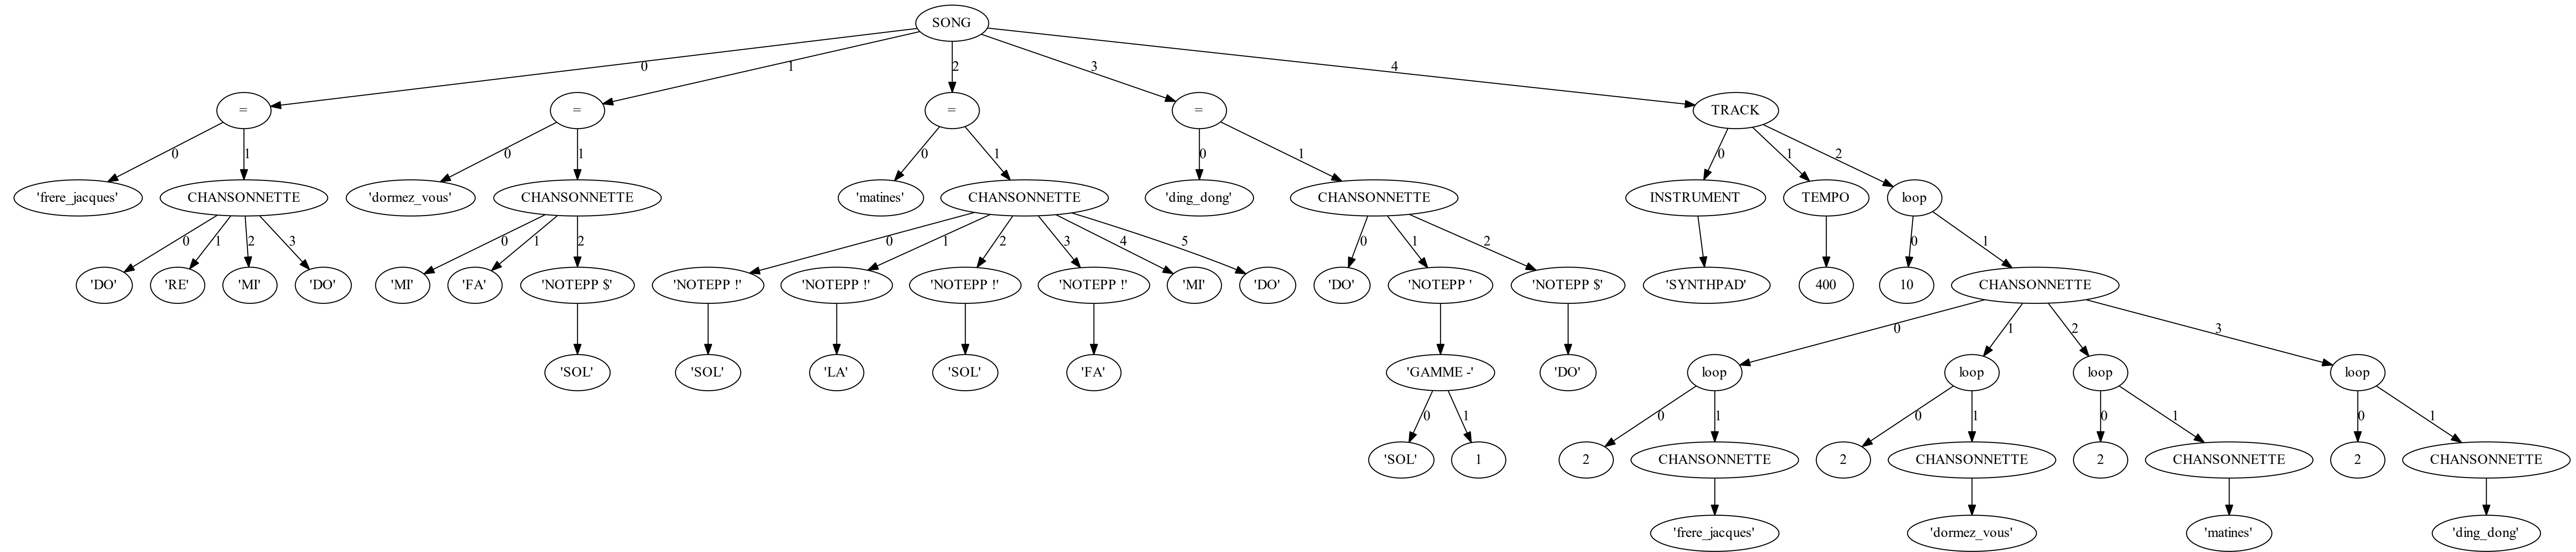 SONG
0 1 2 3 4
= = = = TRACK
0 1 0 1 0 1 0 1 0 1 2
'frere_jacques' CHANSONNETTE 'dormez_vous' CHANSONNETTE 'matines' CHANSONNETTE 'ding_dong' CHANSONNETTE INSTRUMENT TEMPO loop
0 1 2 3 0 1 2 0 1 2 3 4 5 0 1 2 0 1
'DO' 'RE' 'MI' 'DO' 'MI' 'FA' 'NOTEPP $' 'NOTEPP !' 'NOTEPP !' 'NOTEPP !' 'NOTEPP !' 'MI' 'DO' 'DO' 'NOTEPP ' 'NOTEPP $' 'SYNTHPAD' 400 10 CHANSONNETTE
0 1 2 3
'SOL' 'SOL' 'LA' 'SOL' 'FA' 'GAMME -' 'DO' loop loop loop loop
0 1 0 1 0 1 0 1 0 1
'SOL' 1 2 CHANSONNETTE 2 CHANSONNETTE 2 CHANSONNETTE 2 CHANSONNETTE
'frere_jacques' 'dormez_vous' 'matines' 'ding_dong'